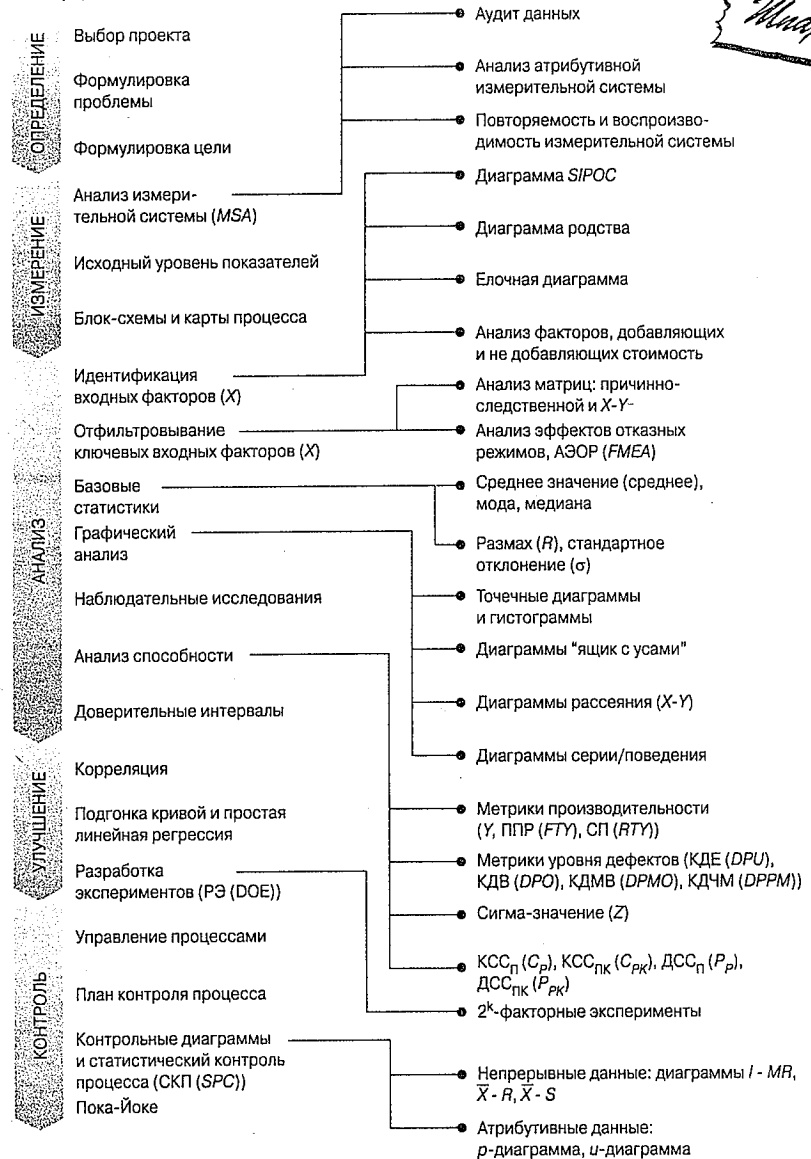 ОПРЕДЕЛЕНИЕ
Выбор проекта
Формулировка
проблемы
Формулировка цели
ИЗМЕРЕНИЕ
Анализ измери-
тельной системы (MSA)
Исходный уровень показателей
Блок-схемы и карты процесса
Идентификация
входных факторов (X)
АНАЛИЗ
Отфильтровывание
ключевых входных факторов (X)
Базовые
статистики
Графический
анализ
Наблюдательные исследования
Анализ способности
Доверительные интервалы
УЛУЧШЕНИЕ
Корреляция
Подгонка кривой и простая
линейная регрессия
Разработка
экспериментов (РЭ (DOE))
КОНТРОЛЬ
Управление процессами
План контроля процесса
Контрольные диаграммы
и статистический контроль
процесса (СКП (SPC))
Пока-Йоке
Аудит данных
Анализ атрибутивной
измерительной системы
Повторяемость и воспроизво-
димость измерительной системы
Диаграмма SIPOC
Диаграмма родства
Елочная диаграмма
Анализ факторов, добавляющих
и не добавляющих стоимость
Анализ матриц: причинно-
следственной и X-Y-
Анализ эффектов отказных
режимов, АЭОР (FMEA)
Среднее значение (среднее),
мода, медиана
Размах (R), стандартное
отклонение (σ)
Точечные диаграммы
и гистограммы
Диаграммы "ящик с усами"
Диаграммы рассеяния (X-Y)
Диаграммы серии/поведения
Метрики производительности
(Y, ППР (FTY), СП (RTY))
Метрики уровня дефектов (КДЕ (DPU),
КДВ (DPO), КДМВ (DPMO), КДЧМ (DPPM))
Сигма-значение (Z)
КССП (CP), КССПК (CPK), ДССП (PP),
ДССПК (PPK)
2ᵏ-факторные эксперименты
Непрерывные данные: диаграммы I - MR,
X̅ - R, X̅ - S
Атрибутивные данные:
p-диаграмма, u-диаграмма